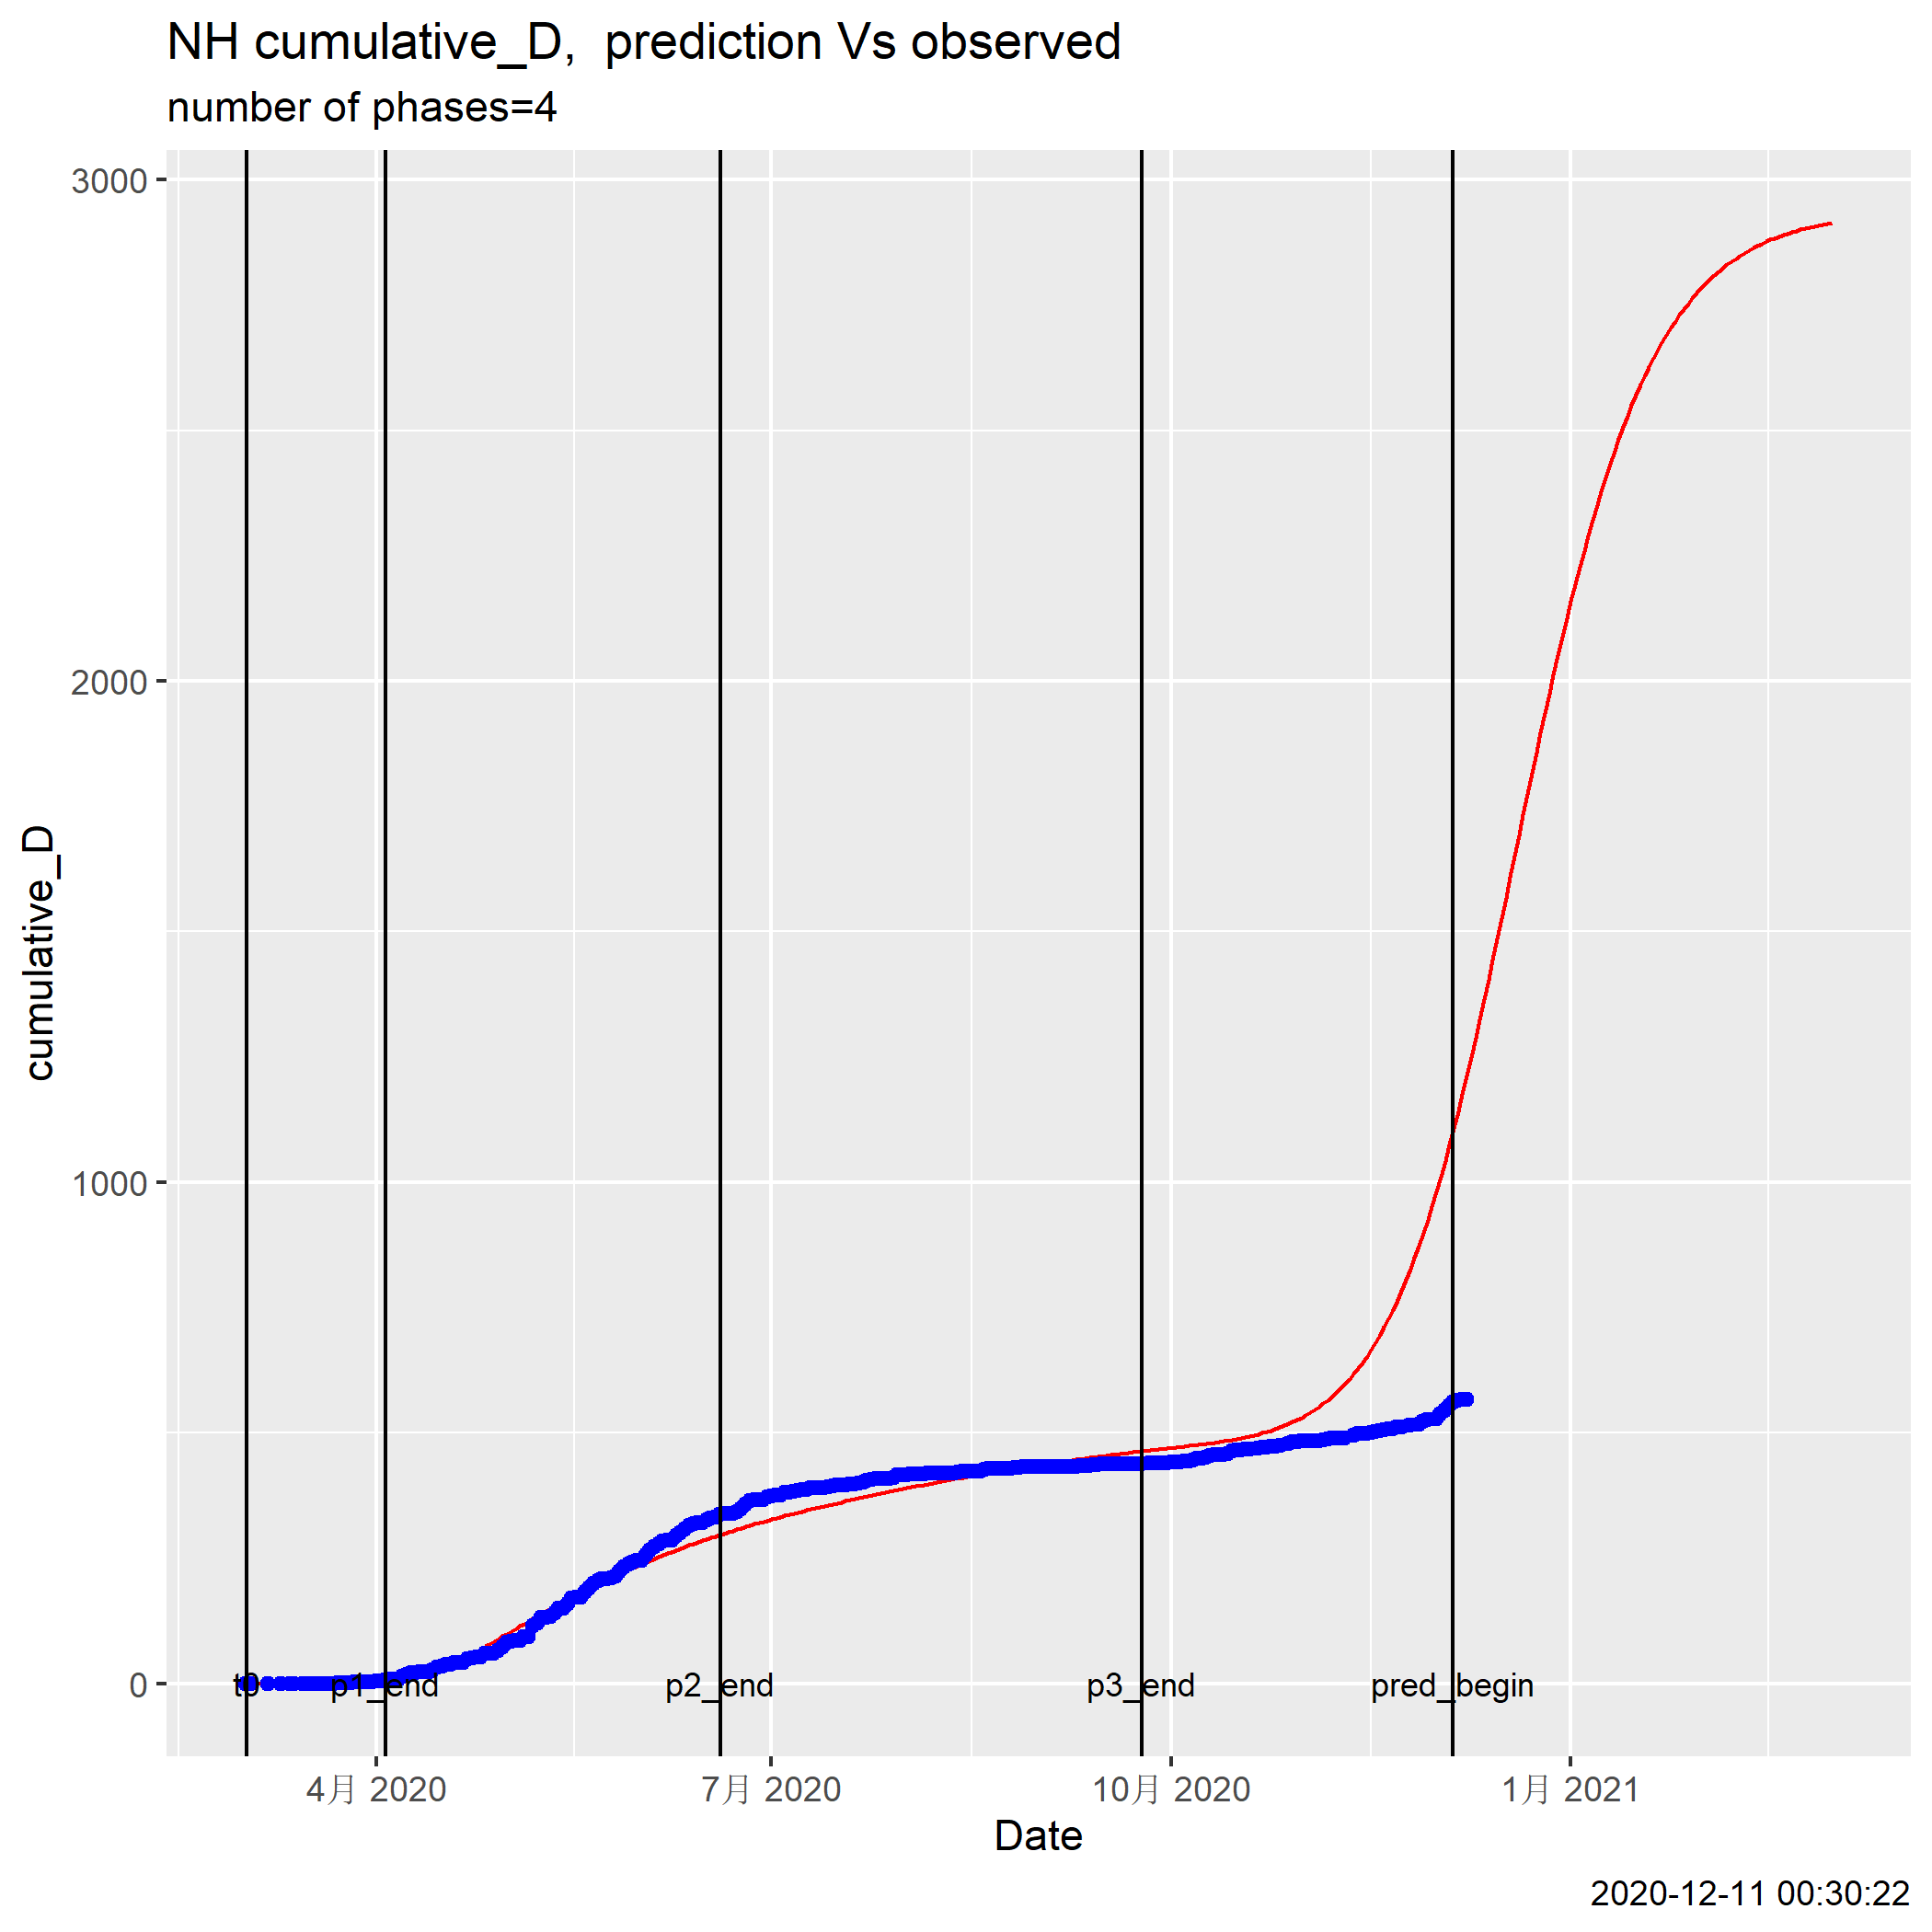 NH cumulative_D,  prediction Vs observed
number of phases=4
3000
2000
1000
0
cumulative_D
t0
p1_end
p2_end
p3_end
pred_begin
4月 2020
7月 2020
10月 2020
1月 2021
Date
2020-12-11 00:30:22